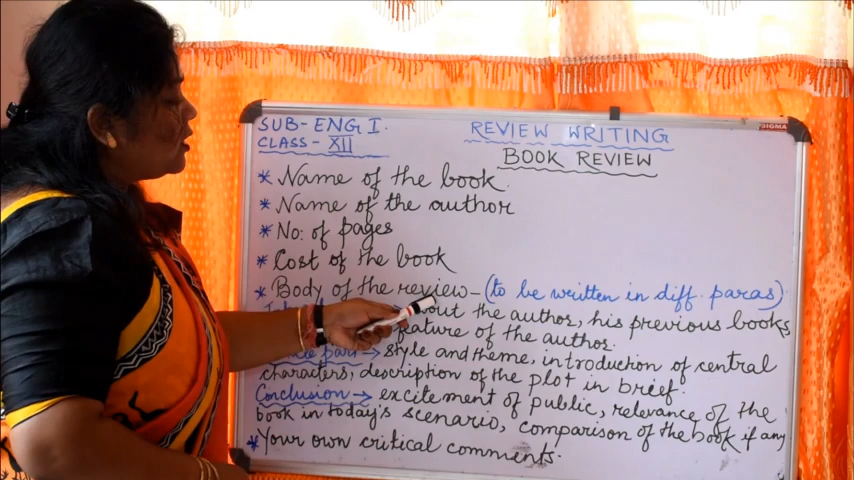 SUB-ENG I.
CLASS - XII
REVIEW WRITING
BOOK REVIEW
SIGMA
* Name of the book.
* Name of the author
* No: of pages
* Cost of the book
* Body of the review - (to be written in diff. paras)
the author, his previous books
feature of the author.
part → style and theme, introduction of central
characters, description of the plot in brief.
Conclusion → excitement of public, relevance of the
book in today's scenario, comparison of the book if any
* Your own critical comments.